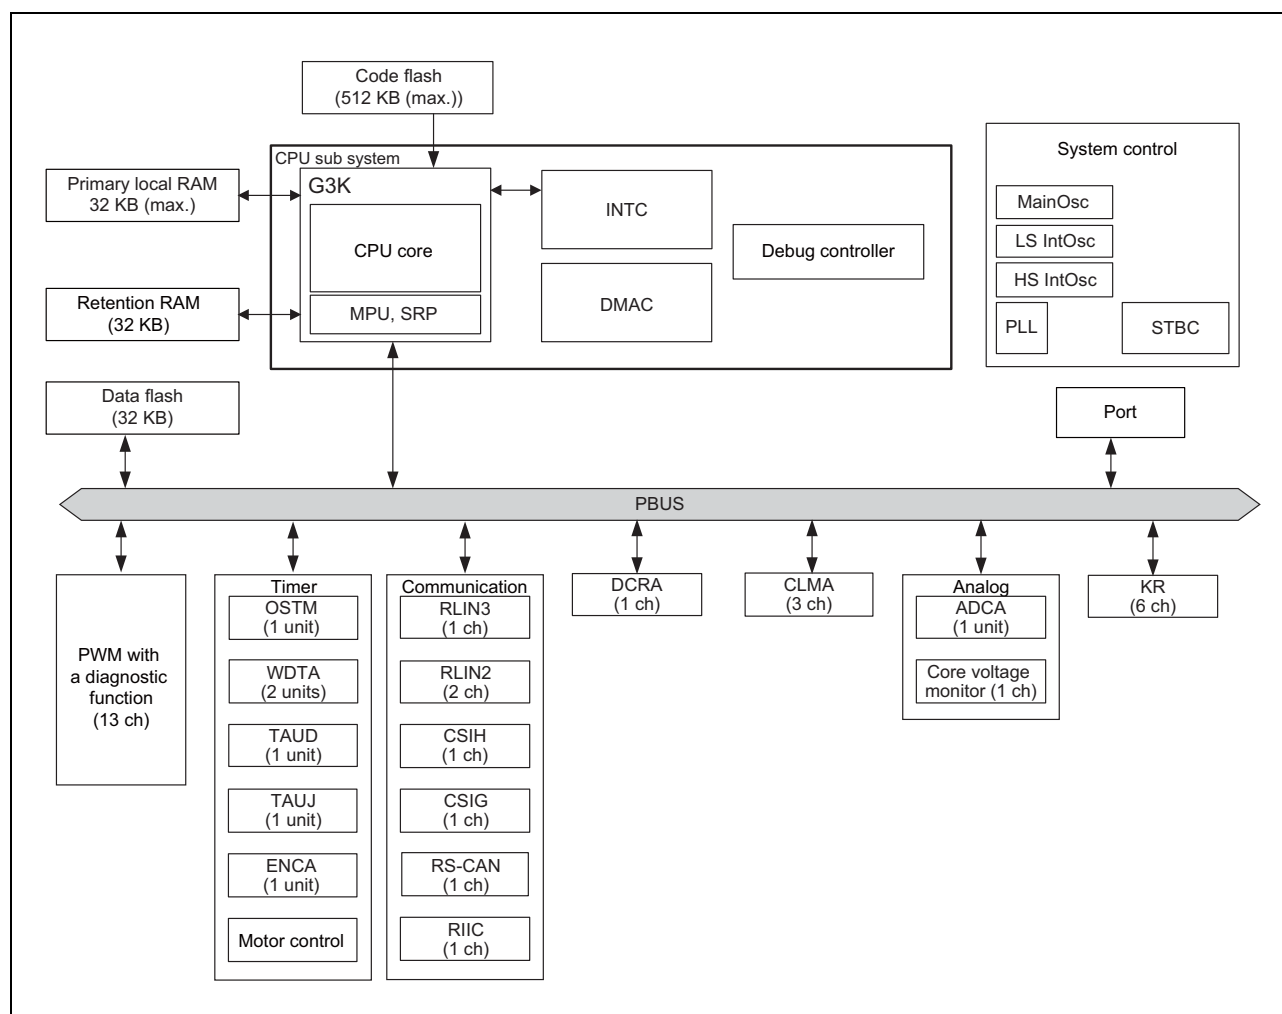 Code flash
(512 KB (max.))
CPU sub system
System control
Primary local RAM
32 KB (max.)
G3K
CPU core
MPU, SRP
INTC
DMAC
Debug controller
MainOsc
LS IntOsc
HS IntOsc
PLL
STBC
Retention RAM
(32 KB)
Data flash
(32 KB)
Port
PBUS
PWM with
a diagnostic
function
(13 ch)
Timer
OSTM
(1 unit)
WDTA
(2 units)
TAUD
(1 unit)
TAUJ
(1 unit)
ENCA
(1 unit)
Motor control
Communication
RLIN3
(1 ch)
RLIN2
(2 ch)
CSIH
(1 ch)
CSIG
(1 ch)
RS-CAN
(1 ch)
RIIC
(1 ch)
DCRA
(1 ch)
CLMA
(3 ch)
Analog
ADCA
(1 unit)
Core voltage
monitor (1 ch)
KR
(6 ch)